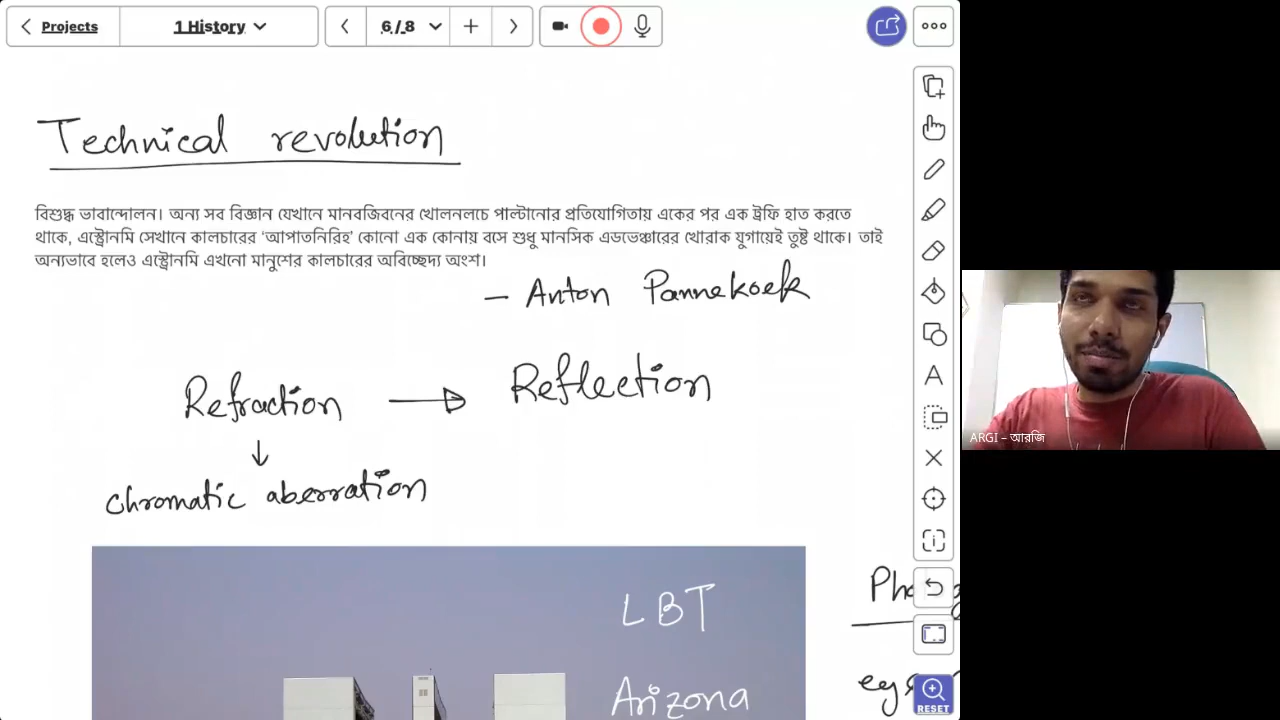 Projects
1 History
6 / 8
Technical revolution
বিশুদ্ধ ভাবান্দোলন। অন্য সব বিজ্ঞান যেখানে মানবজিবনের খোলনলচে পাল্টানোর প্রতিযোগিতায় একের পর এক ট্রফি হাত করতে
থাকে, এস্ট্রোনমি সেখানে কালচারের ‘আপাতনিরিহ’ কোনো এক কোনায় বসে শুধু মানসিক এডভেঞ্চারের খোরাক যুগায়েই তুষ্ট থাকে। তাই
অন্যভাবে হলেও এস্ট্রোনমি এখনো মানুশের কালচারের অবিচ্ছেদ্য অংশ।
– Anton Pannekoek
Refraction → Reflection
↓
chromatic aberration
LBT
Arizona
ARGI – আরজি
RESET